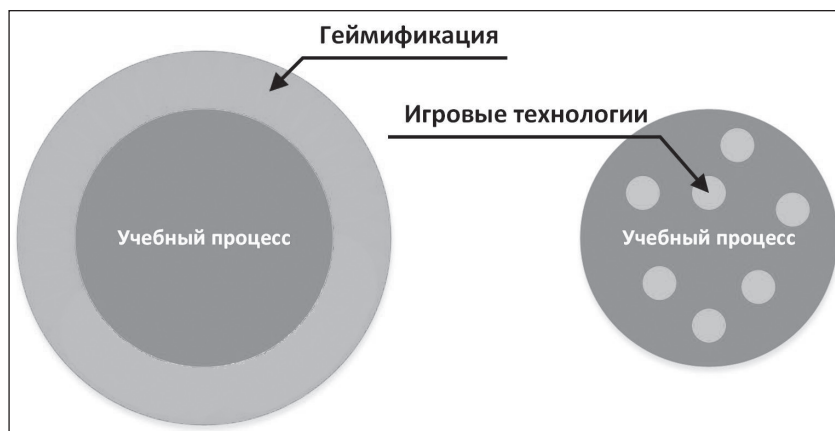 Геймификация
Игровые технологии
Учебный процесс
Учебный процесс